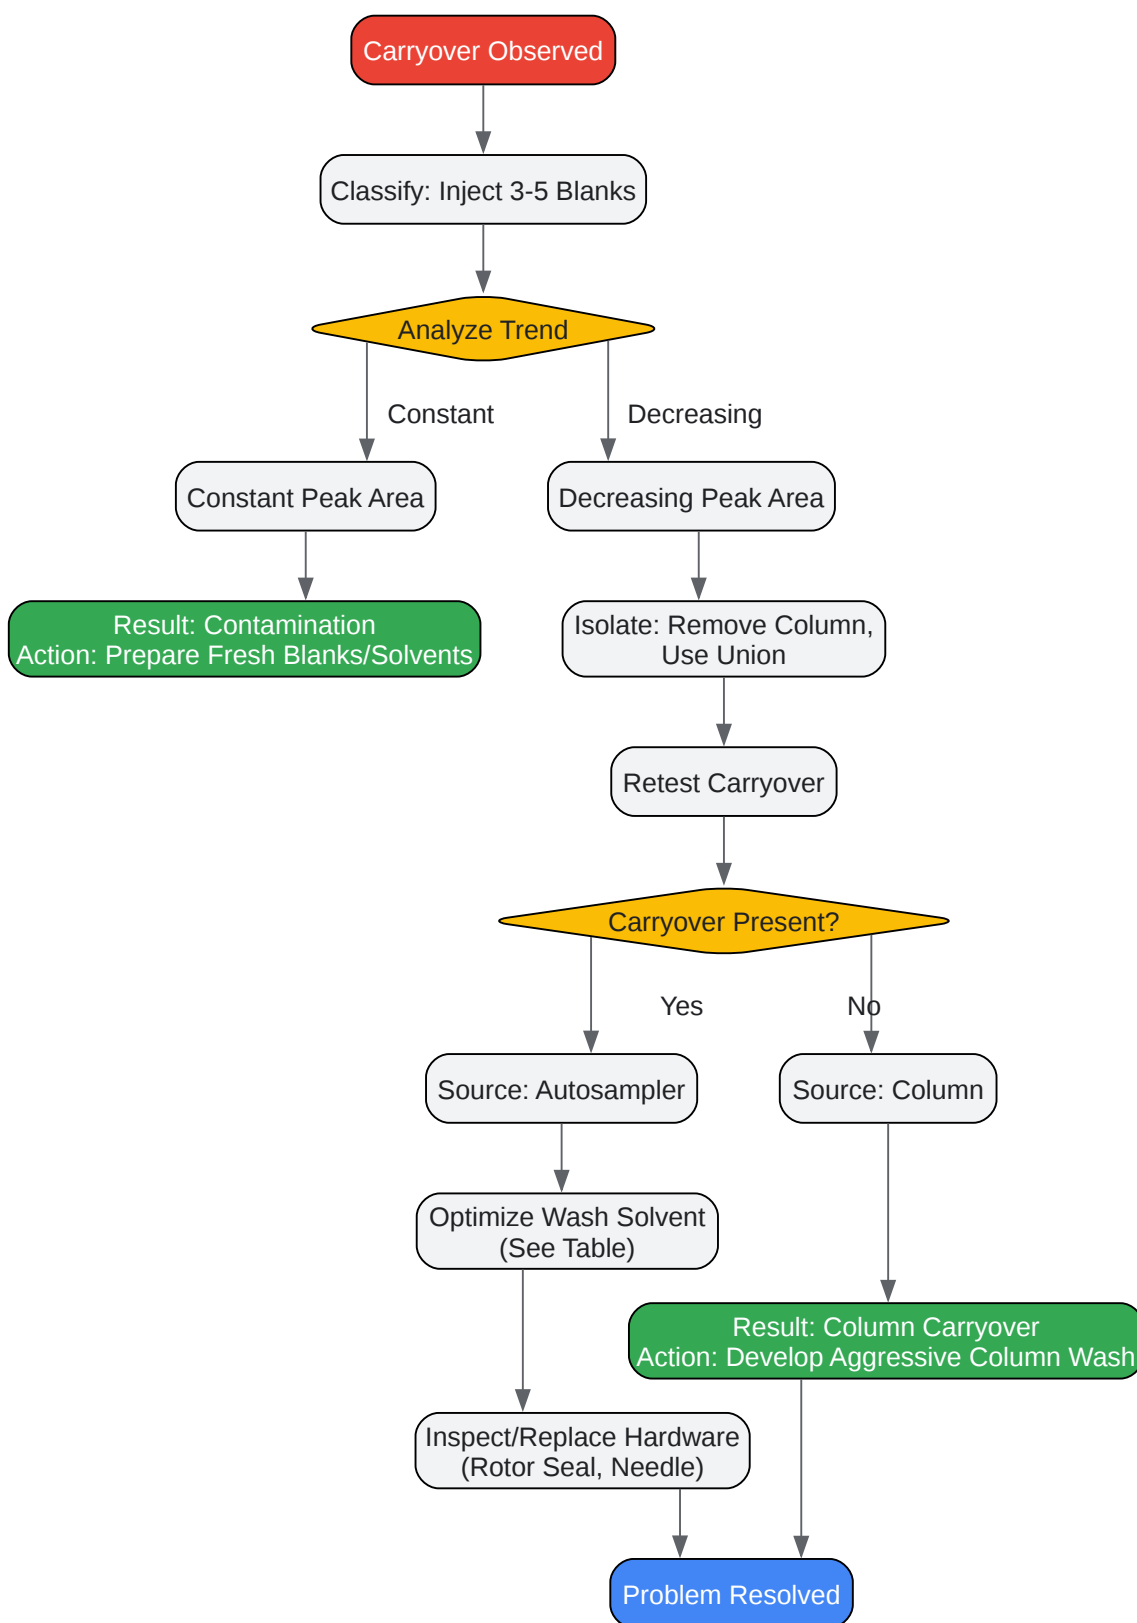 Carryover Observed
Classify: Inject 3-5 Blanks
Analyze Trend
Constant
Decreasing
Constant Peak Area
Decreasing Peak Area
Result: Contamination
Action: Prepare Fresh Blanks/Solvents
Isolate: Remove Column,
Use Union
Retest Carryover
Carryover Present?
Yes
No
Source: Autosampler
Source: Column
Optimize Wash Solvent
(See Table)
Result: Column Carryover
Action: Develop Aggressive Column Wash
Inspect/Replace Hardware
(Rotor Seal, Needle)
Problem Resolved